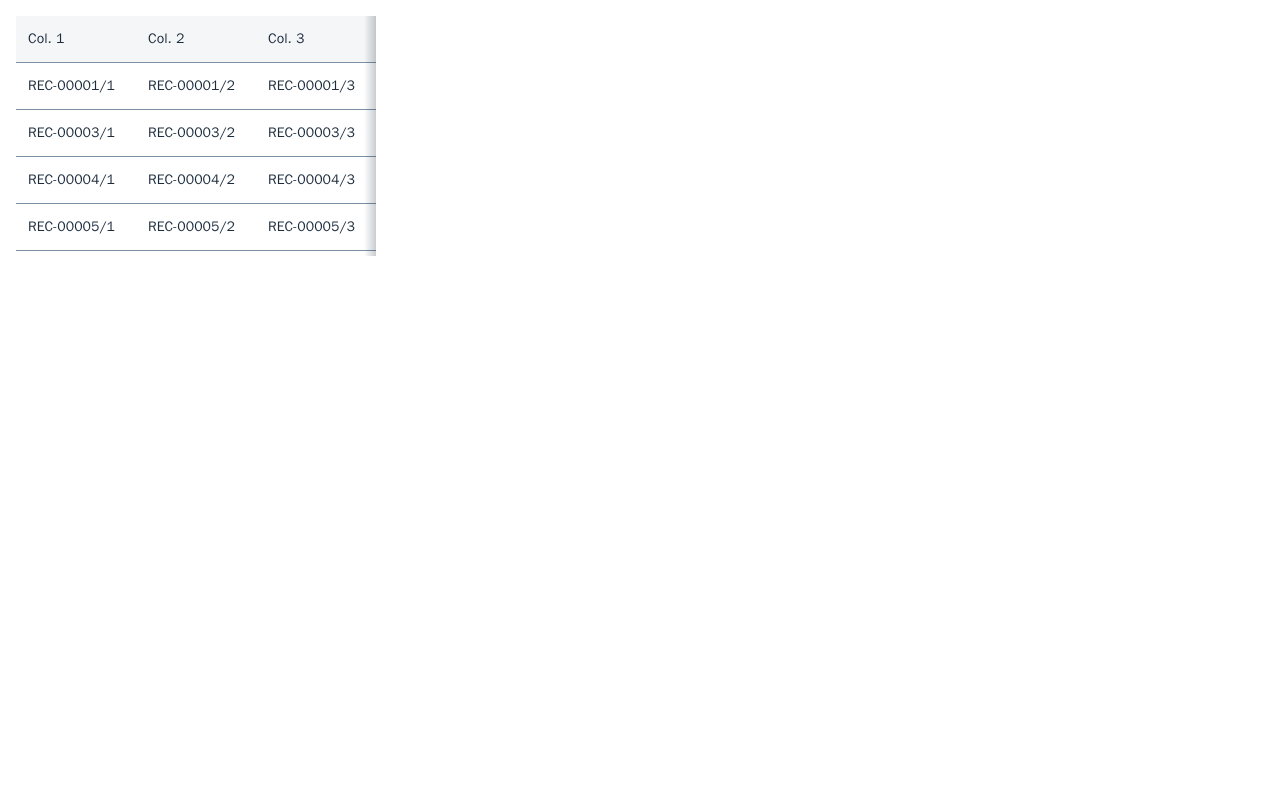 Col. 1 Col. 2 Col. 3
REC-00001/1 REC-00001/2 REC-00001/3
REC-00003/1 REC-00003/2 REC-00003/3
REC-00004/1 REC-00004/2 REC-00004/3
REC-00005/1 REC-00005/2 REC-00005/3